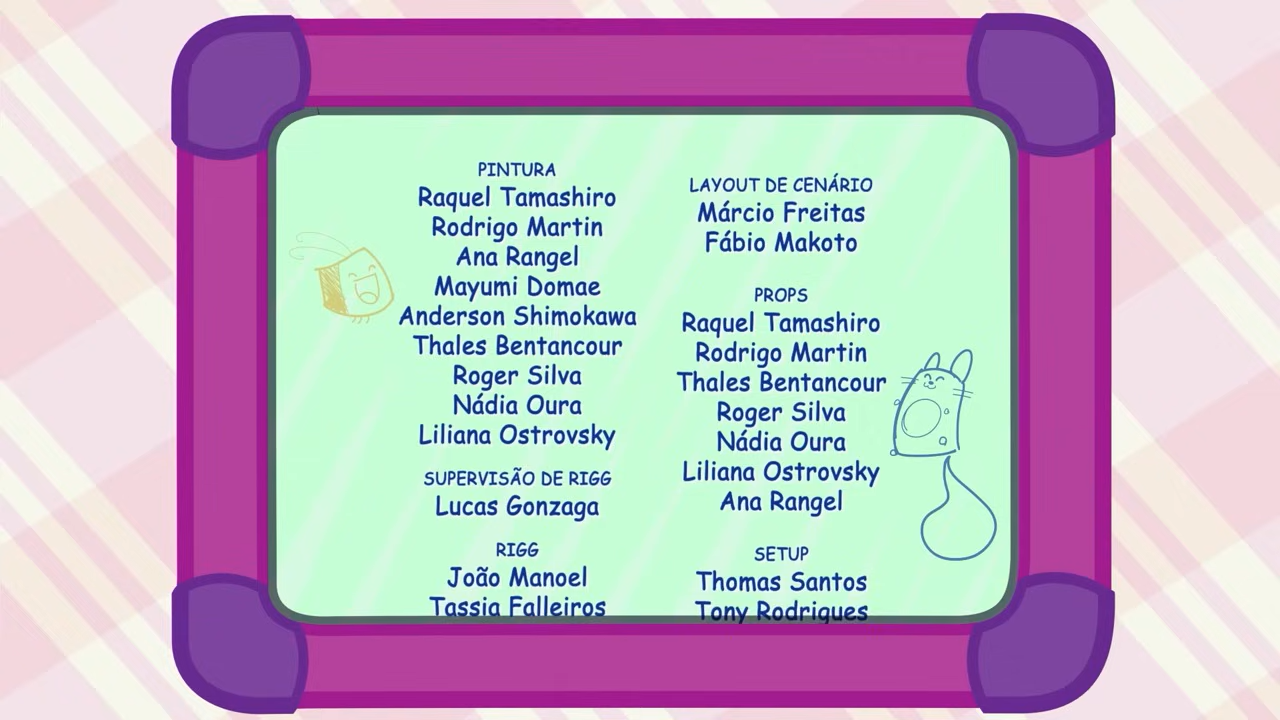 PINTURA
Raquel Tamashiro
Rodrigo Martin
Ana Rangel
Mayumi Domae
Anderson Shimokawa
Thales Bentancour
Roger Silva
Nádia Oura
Liliana Ostrovsky
SUPERVISÃO DE RIGG
Lucas Gonzaga
RIGG
João Manoel
Tassia Falleiros
LAYOUT DE CENÁRIO
Márcio Freitas
Fábio Makoto
PROPS
Raquel Tamashiro
Rodrigo Martin
Thales Bentancour
Roger Silva
Nádia Oura
Liliana Ostrovsky
Ana Rangel
SETUP
Thomas Santos
Tony Rodrigues